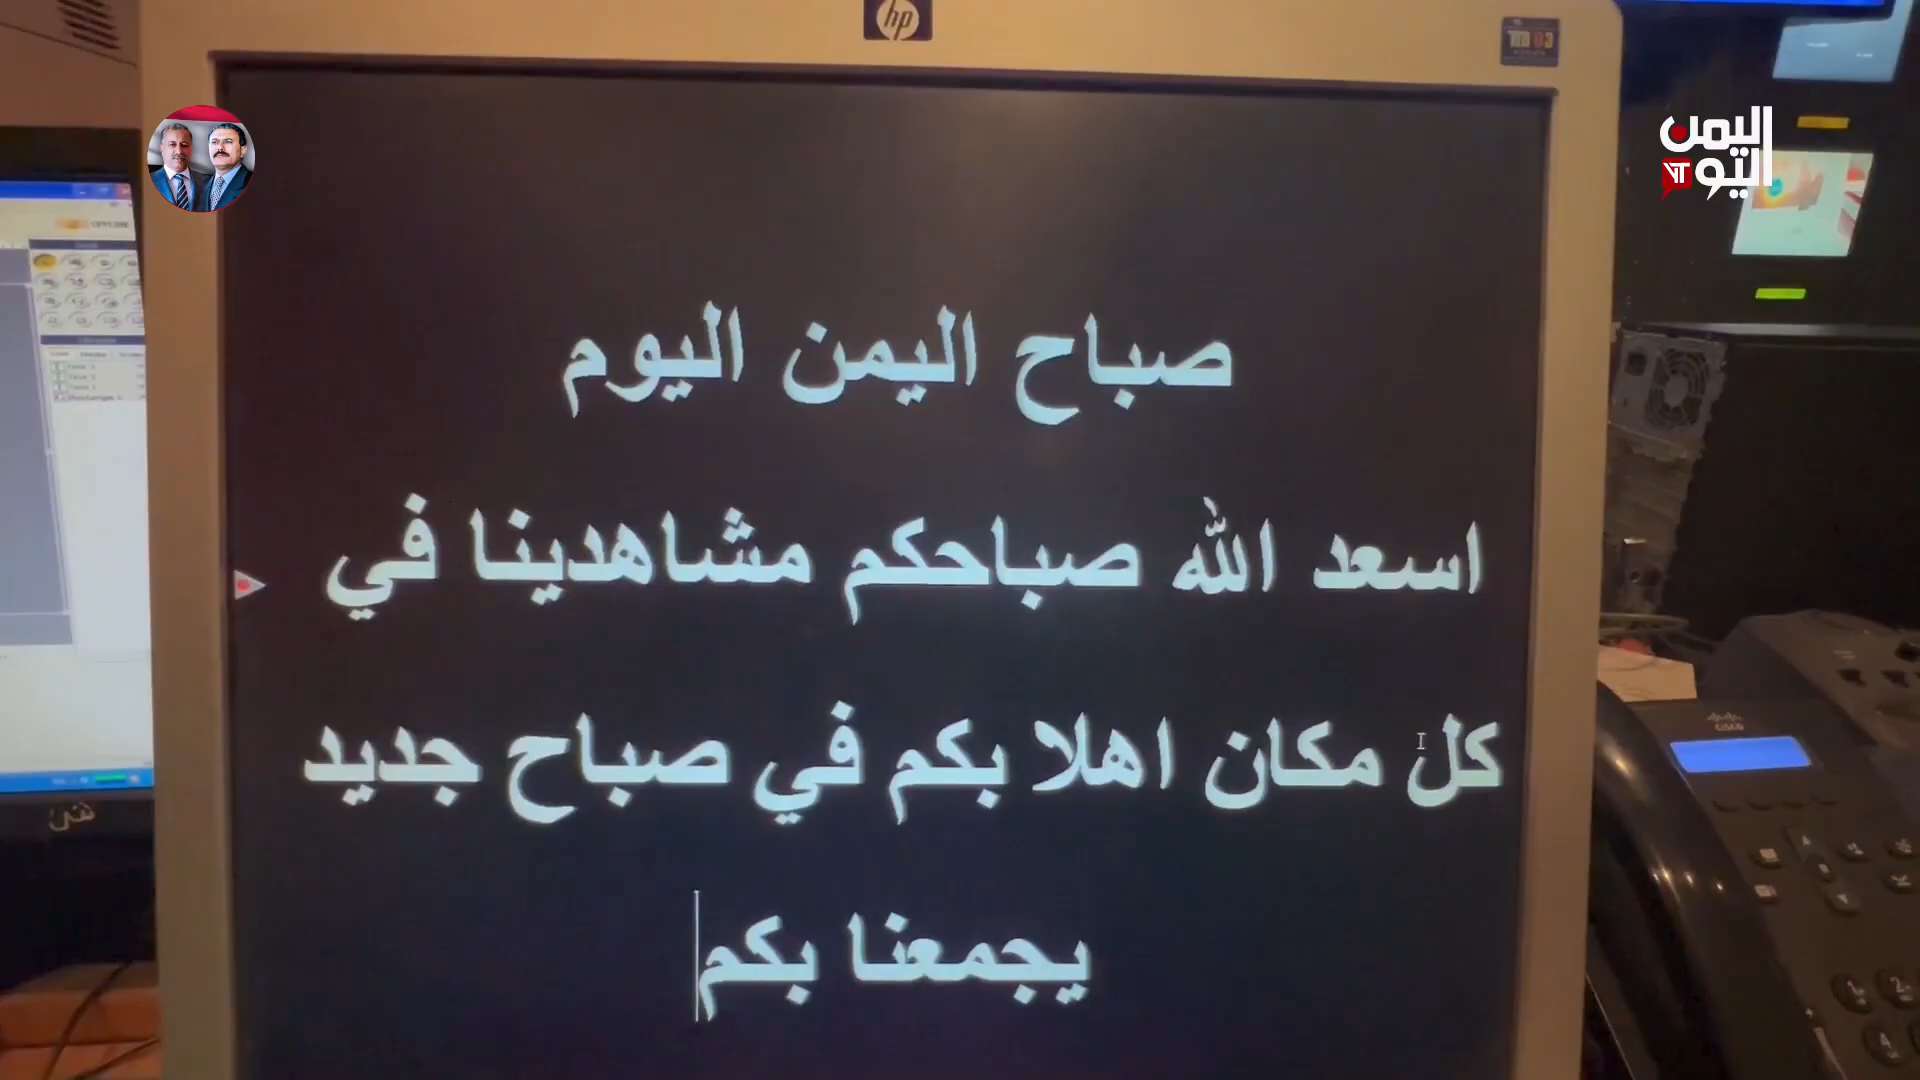 hp
اليمن
اليوم
صباح اليمن اليوم
اسعد الله صباحكم مشاهدينا في
كل مكان اهلا بكم في صباح جديد
يجمعنا بكم
CISCO